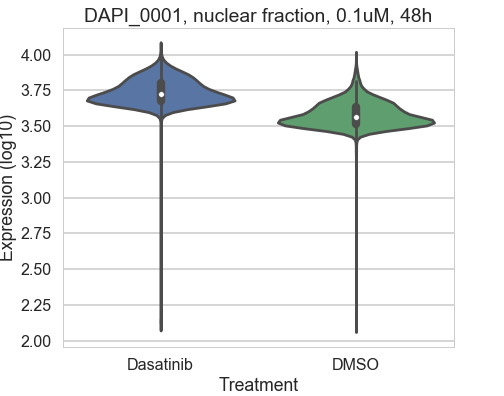 DAPI_0001, nuclear fraction, 0.1uM, 48h
Expression (log10)
4.00
3.75
3.50
3.25
3.00
2.75
2.50
2.25
2.00
Dasatinib DMSO
Treatment